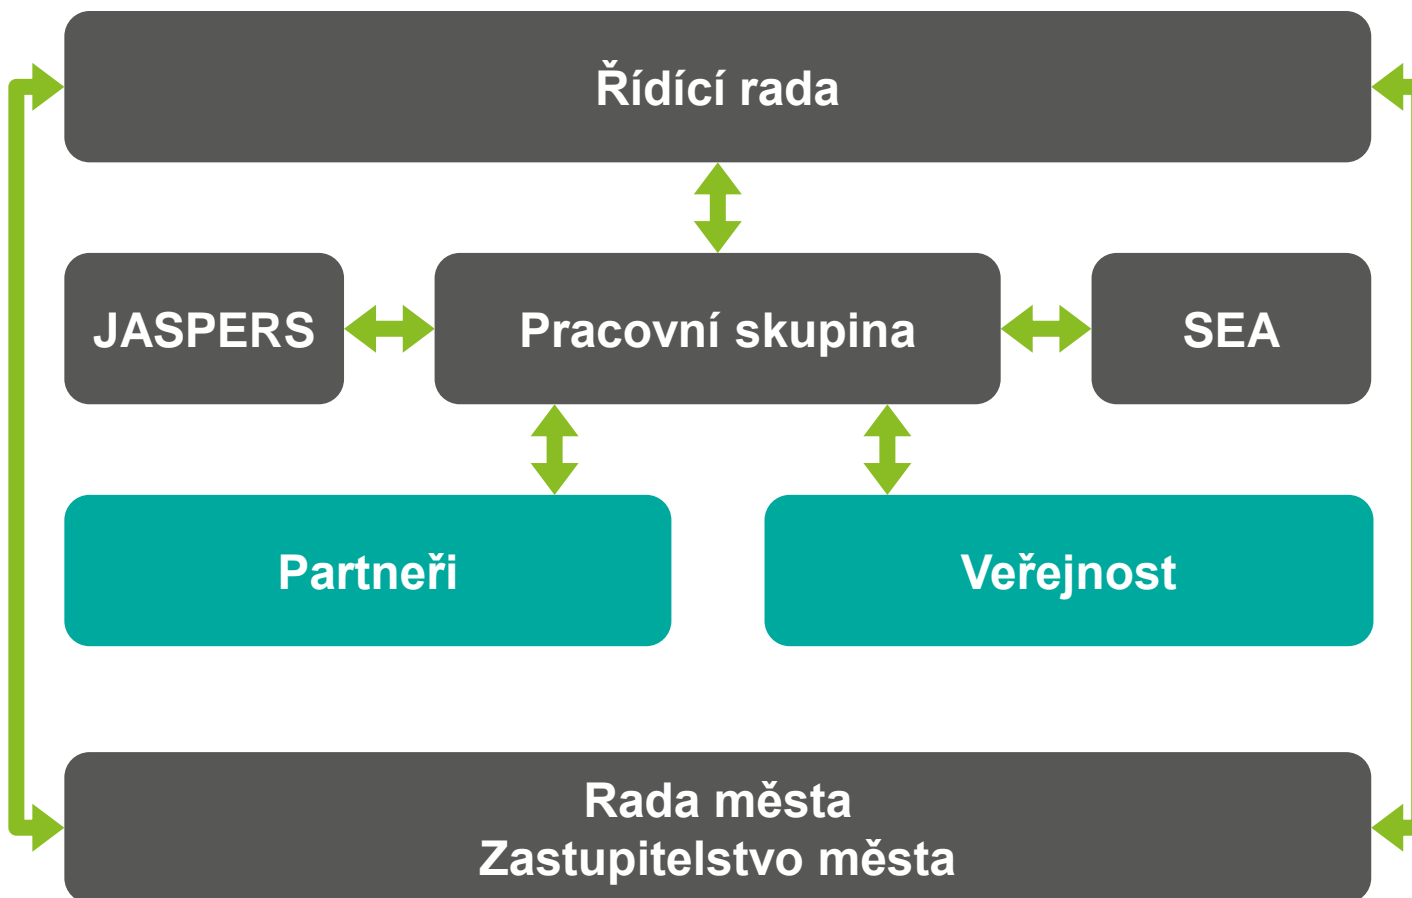 Řídící rada
JASPERS
Pracovní skupina
SEA
Partneři
Veřejnost
Rada města
Zastupitelstvo města